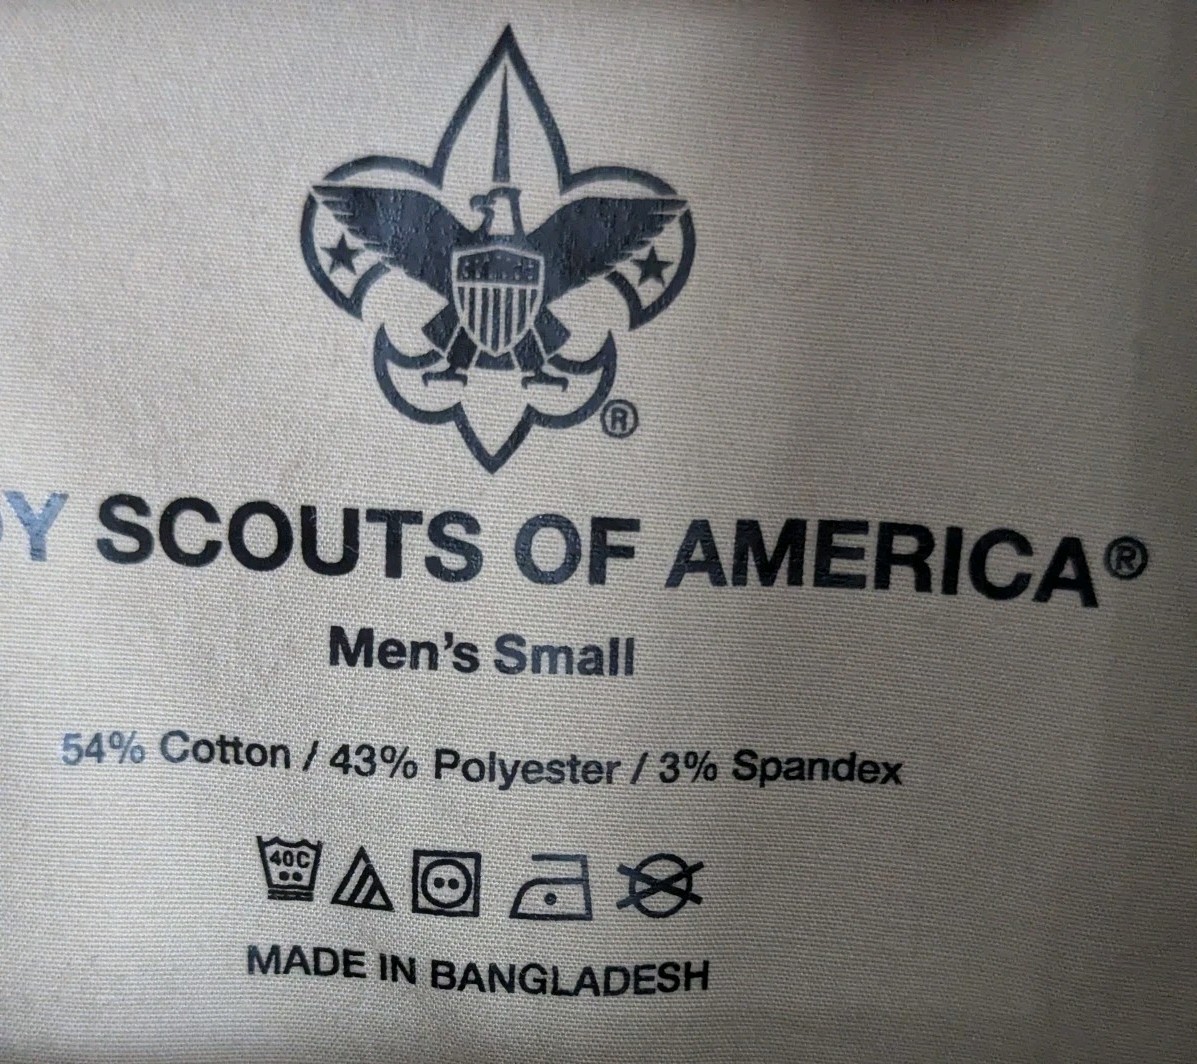 ®
Y SCOUTS OF AMERICA®
Men's Small
54% Cotton / 43% Polyester / 3% Spandex
40C
MADE IN BANGLADESH